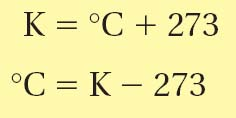 K = °C + 273
°C = K − 273